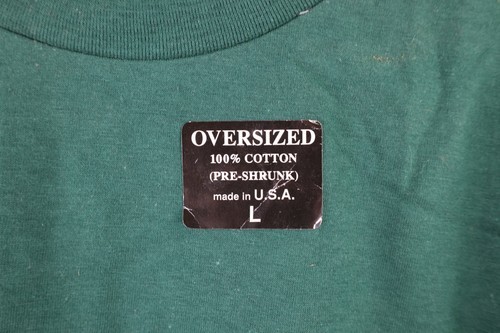 OVERSIZED
100% COTTON
(PRE-SHRUNK)
made in U.S.A.
L